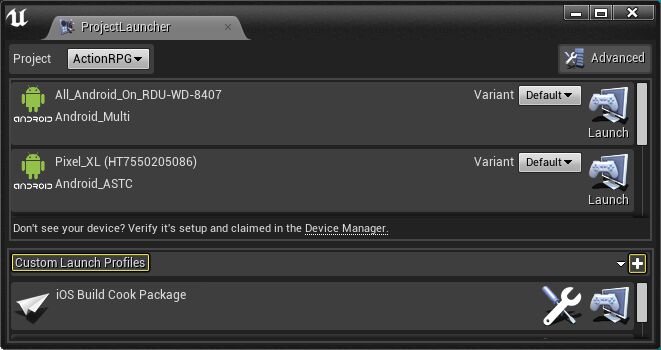 ProjectLauncher
Project
ActionRPG
Advanced
All_Android_On_RDU-WD-8407
Variant
Default
ANDROID
Android_Multi
Launch
Pixel_XL (HT7550205086)
Variant
Default
ANDROID
Android_ASTC
Launch
Don't see your device? Verify it's setup and claimed in the Device Manager.
Custom Launch Profiles
iOS Build Cook Package